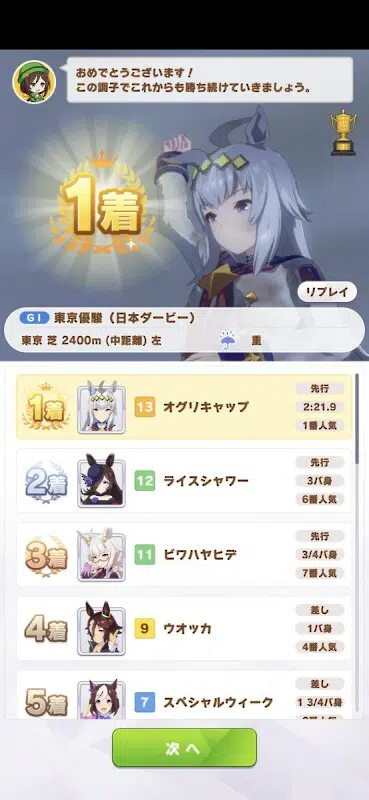 おめでとうございます！
この調子でこれからも勝ち続けていきましょう。
1着
リプレイ
GⅠ 東京優駿（日本ダービー）
東京 芝 2400m (中距離) 左 重
1着 13 オグリキャップ 先行
2:21.9
1番人気
2着 12 ライスシャワー 先行
3バ身
6番人気
3着 11 ビワハヤヒデ 先行
3/4バ身
7番人気
4着 9 ウオッカ 差し
1バ身
4番人気
5着 7 スペシャルウィーク 差し
1 3/4バ身
次へ